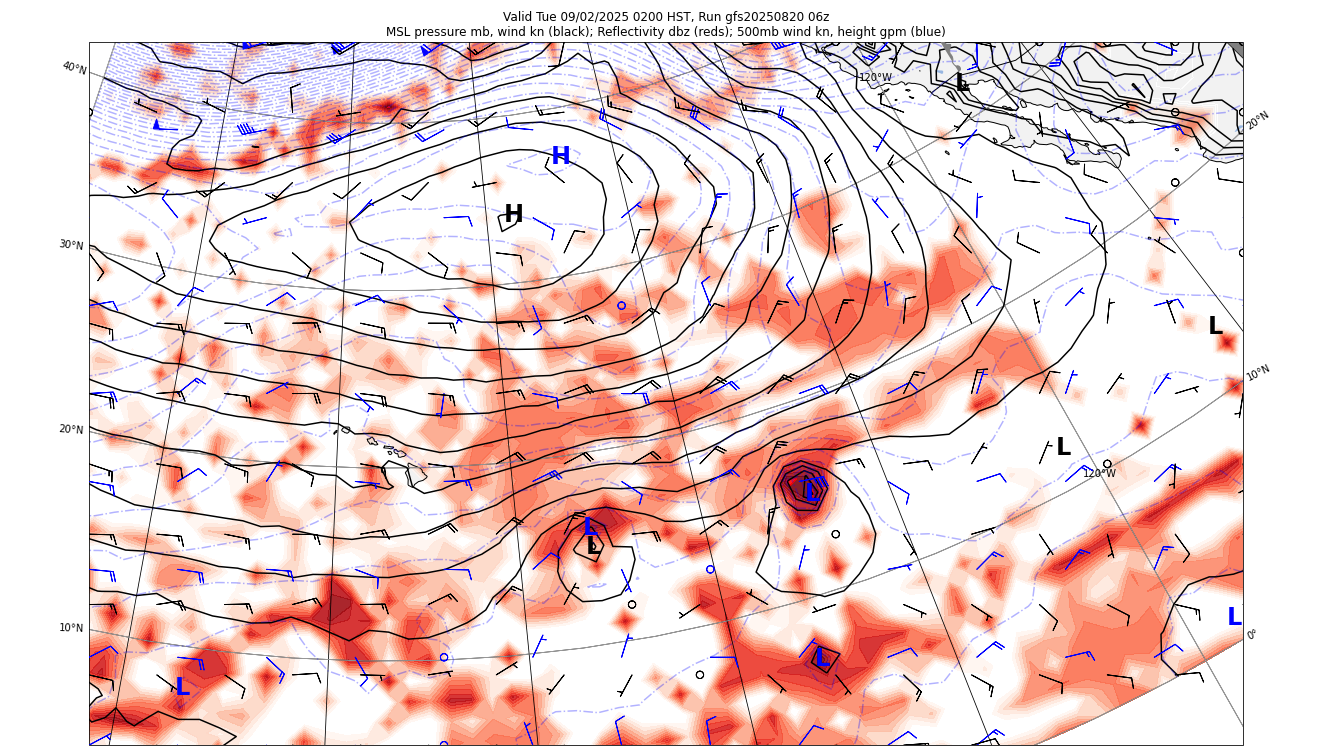 Valid Tue 09/02/2025 0200 HST, Run gfs20250820 06z
MSL pressure mb, wind kn (black); Reflectivity dbz (reds); 500mb wind kn, height gpm (blue)
40°N
120°W
L
20°N
H
H
30°N
L
10°N
20°N
L
120°W
L
L
L
10°N
L
0°
L
L